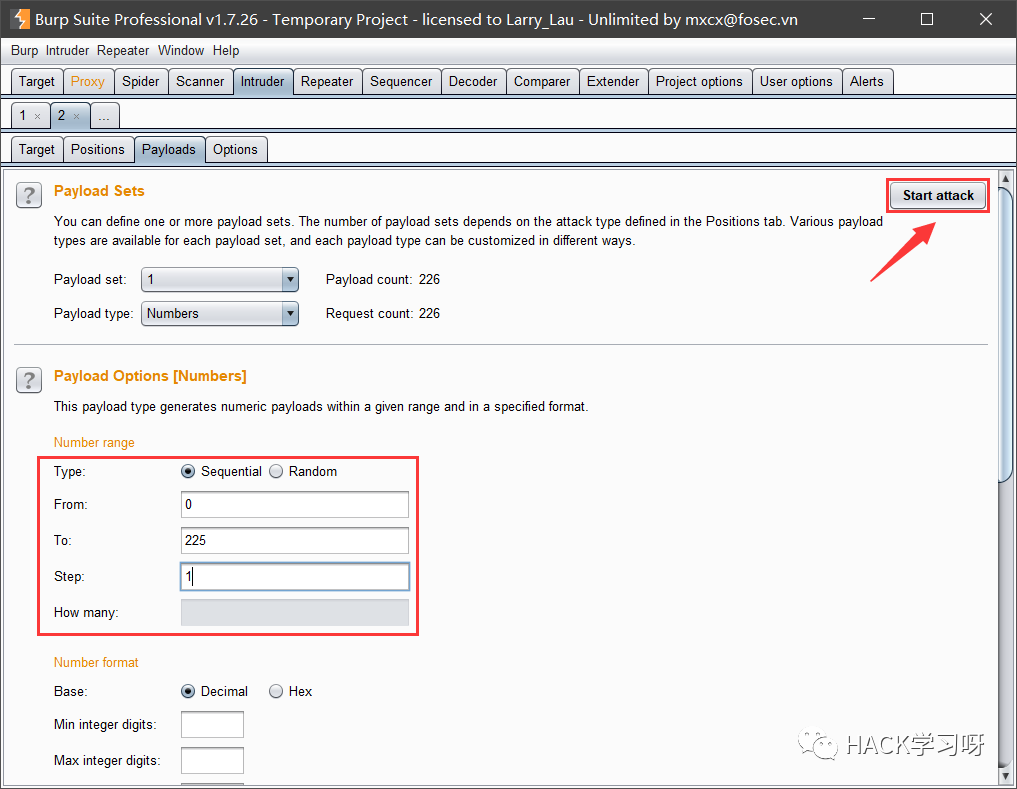 Burp Suite Professional v1.7.26 - Temporary Project - licensed to Larry_Lau - Unlimited by mxcx@fosec.vn
Burp Intruder Repeater Window Help
Target Proxy Spider Scanner Intruder Repeater Sequencer Decoder Comparer Extender Project options User options Alerts
1 × 2 × ...
Target Positions Payloads Options
? Payload Sets
Start attack
You can define one or more payload sets. The number of payload sets depends on the attack type defined in the Positions tab. Various payload
types are available for each payload set, and each payload type can be customized in different ways.
Payload set: 1 Payload count: 226
Payload type: Numbers Request count: 226
? Payload Options [Numbers]
This payload type generates numeric payloads within a given range and in a specified format.
Number range
Type: Sequential Random
From: 0
To: 225
Step: 1
How many:
Number format
Base: Decimal Hex
Min integer digits:
Max integer digits:
HACK学习呀